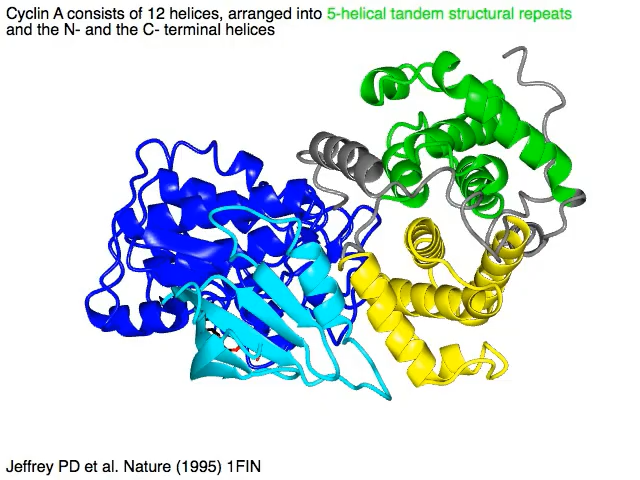 Cyclin A consists of 12 helices, arranged into 5-helical tandem structural repeats
and the N- and the C- terminal helices
Jeffrey PD et al. Nature (1995) 1FIN